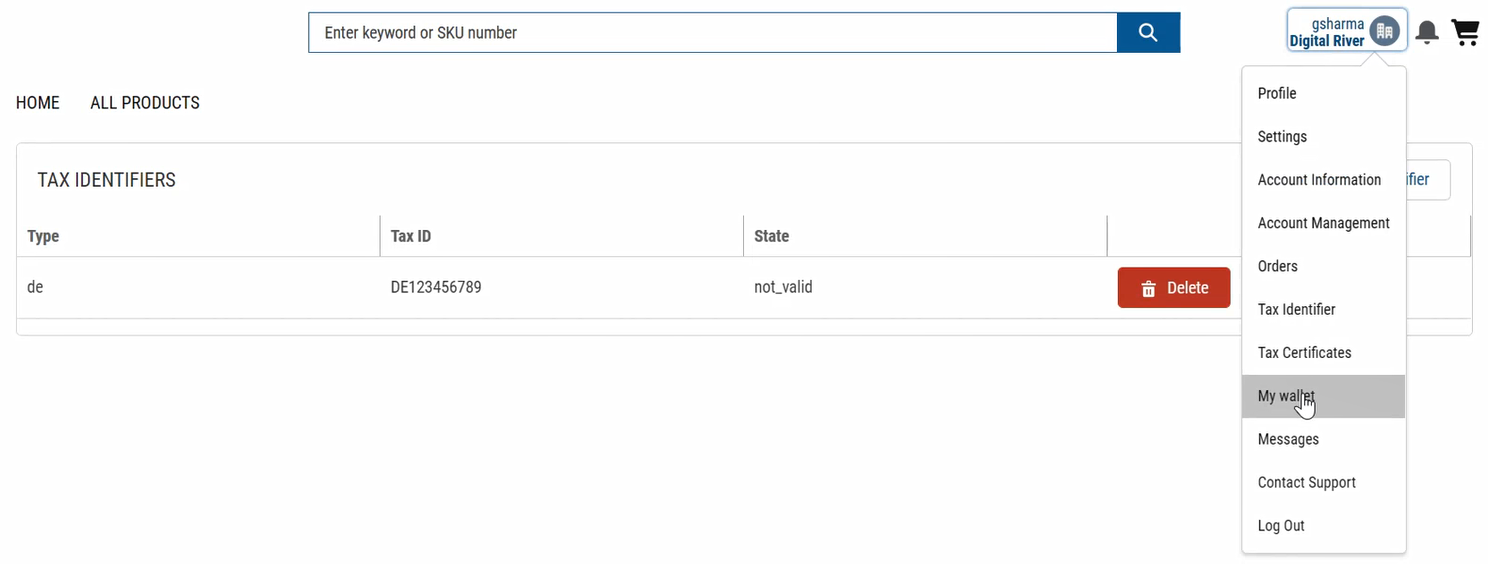 Enter keyword or SKU number
gsharma
Digital River
HOME ALL PRODUCTS
TAX IDENTIFIERS
ifier
Type Tax ID State
de DE123456789 not_valid Delete
Profile
Settings
Account Information
Account Management
Orders
Tax Identifier
Tax Certificates
My wallet
Messages
Contact Support
Log Out